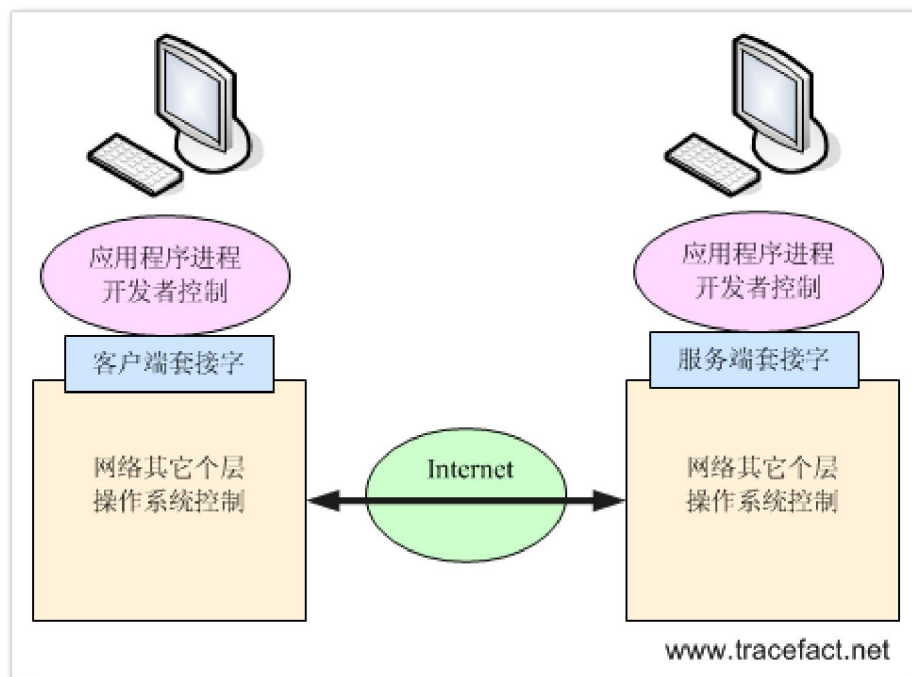 应用程序进程
开发者控制
客户端套接字
网络其它个层
操作系统控制
Internet
应用程序进程
开发者控制
服务端套接字
网络其它个层
操作系统控制
www.tracefact.net